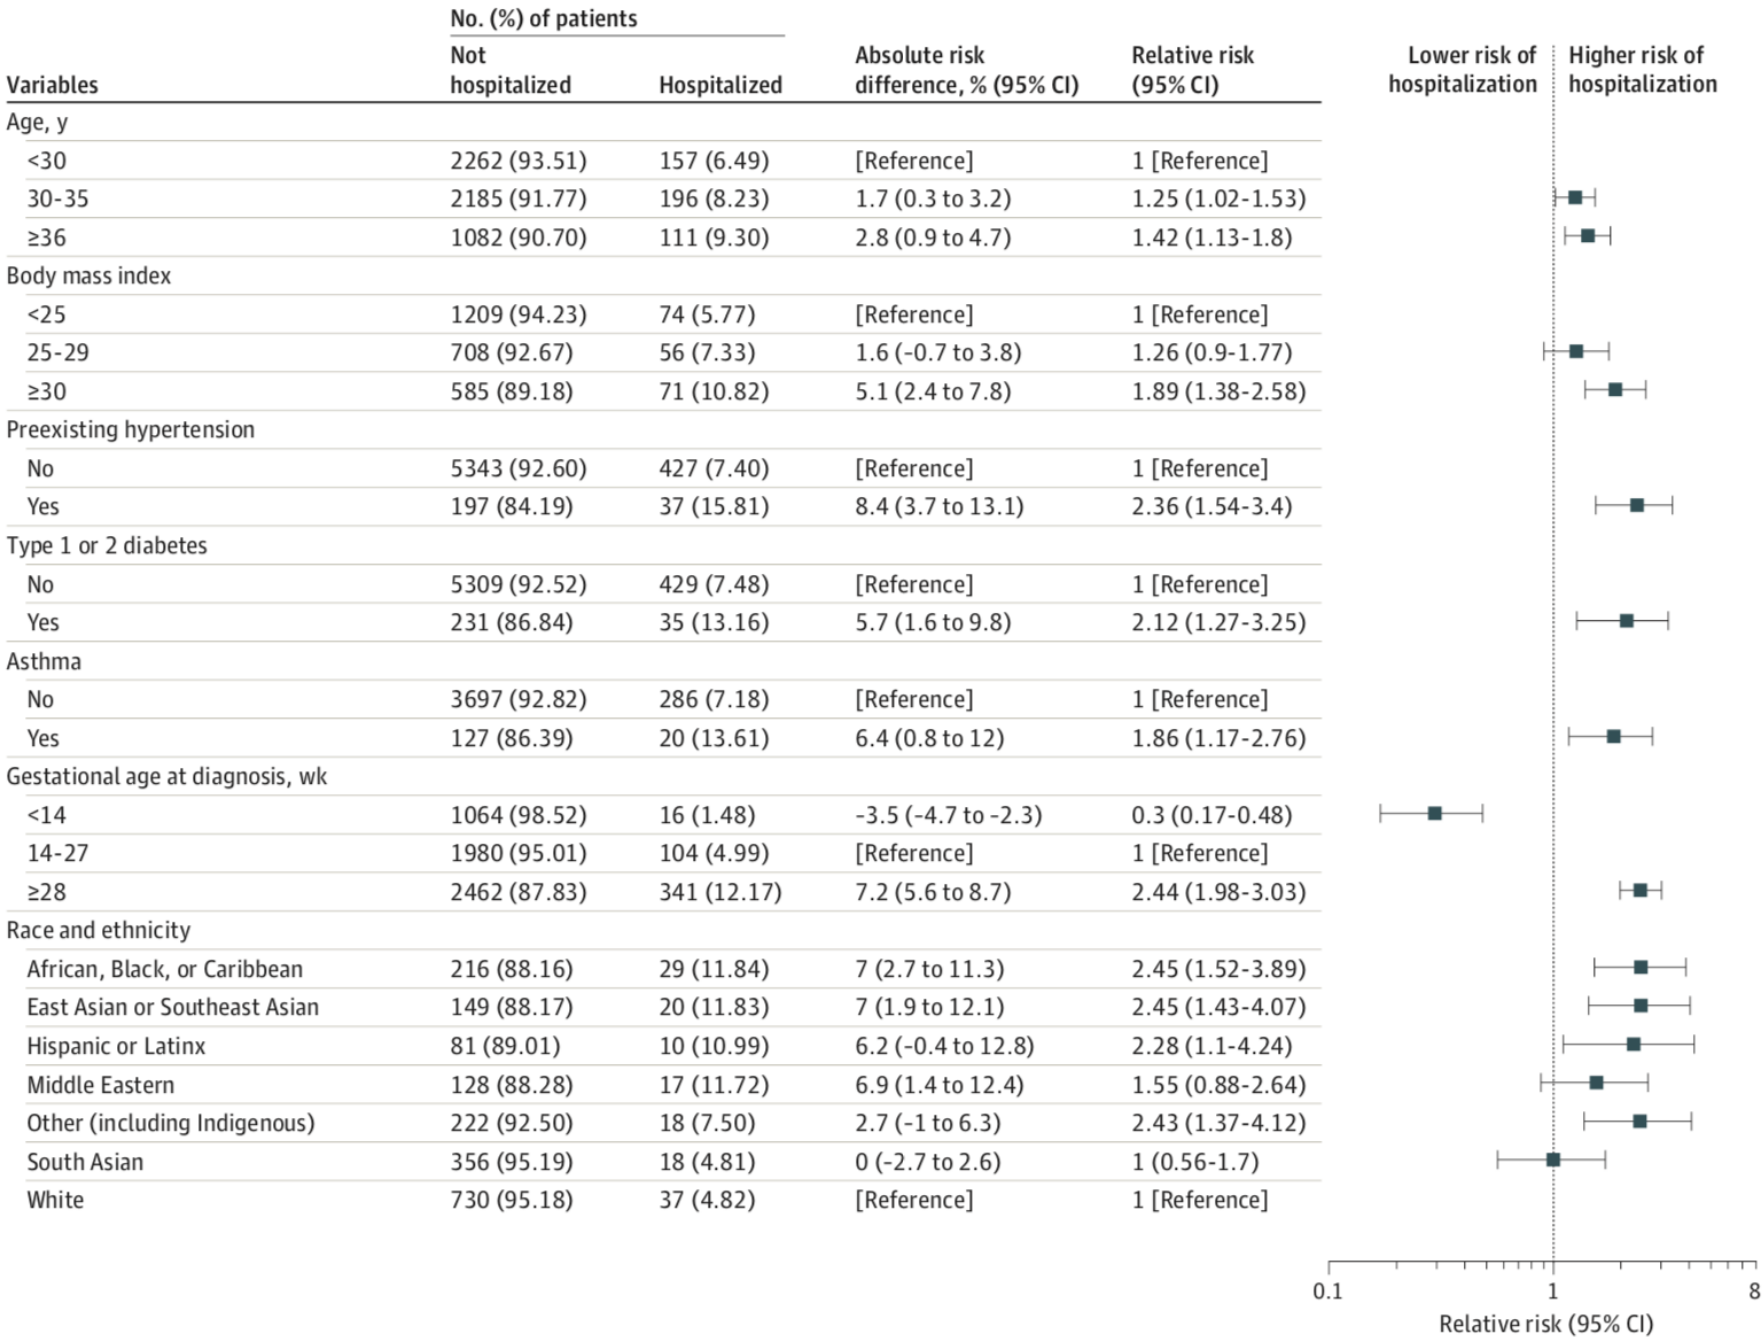 No. (%) of patients
Variables Not hospitalized Hospitalized Absolute risk difference, % (95% CI) Relative risk (95% CI) Lower risk of hospitalization Higher risk of hospitalization
Age, y
<30 2262 (93.51) 157 (6.49) [Reference] 1 [Reference]
30-35 2185 (91.77) 196 (8.23) 1.7 (0.3 to 3.2) 1.25 (1.02-1.53)
≥36 1082 (90.70) 111 (9.30) 2.8 (0.9 to 4.7) 1.42 (1.13-1.8)
Body mass index
<25 1209 (94.23) 74 (5.77) [Reference] 1 [Reference]
25-29 708 (92.67) 56 (7.33) 1.6 (–0.7 to 3.8) 1.26 (0.9-1.77)
≥30 585 (89.18) 71 (10.82) 5.1 (2.4 to 7.8) 1.89 (1.38-2.58)
Preexisting hypertension
No 5343 (92.60) 427 (7.40) [Reference] 1 [Reference]
Yes 197 (84.19) 37 (15.81) 8.4 (3.7 to 13.1) 2.36 (1.54-3.4)
Type 1 or 2 diabetes
No 5309 (92.52) 429 (7.48) [Reference] 1 [Reference]
Yes 231 (86.84) 35 (13.16) 5.7 (1.6 to 9.8) 2.12 (1.27-3.25)
Asthma
No 3697 (92.82) 286 (7.18) [Reference] 1 [Reference]
Yes 127 (86.39) 20 (13.61) 6.4 (0.8 to 12) 1.86 (1.17-2.76)
Gestational age at diagnosis, wk
<14 1064 (98.52) 16 (1.48) –3.5 (–4.7 to –2.3) 0.3 (0.17-0.48)
14-27 1980 (95.01) 104 (4.99) [Reference] 1 [Reference]
≥28 2462 (87.83) 341 (12.17) 7.2 (5.6 to 8.7) 2.44 (1.98-3.03)
Race and ethnicity
African, Black, or Caribbean 216 (88.16) 29 (11.84) 7 (2.7 to 11.3) 2.45 (1.52-3.89)
East Asian or Southeast Asian 149 (88.17) 20 (11.83) 7 (1.9 to 12.1) 2.45 (1.43-4.07)
Hispanic or Latinx 81 (89.01) 10 (10.99) 6.2 (–0.4 to 12.8) 2.28 (1.1-4.24)
Middle Eastern 128 (88.28) 17 (11.72) 6.9 (1.4 to 12.4) 1.55 (0.88-2.64)
Other (including Indigenous) 222 (92.50) 18 (7.50) 2.7 (–1 to 6.3) 2.43 (1.37-4.12)
South Asian 356 (95.19) 18 (4.81) 0 (–2.7 to 2.6) 1 (0.56-1.7)
White 730 (95.18) 37 (4.82) [Reference] 1 [Reference]
0.1 1 8
Relative risk (95% CI)